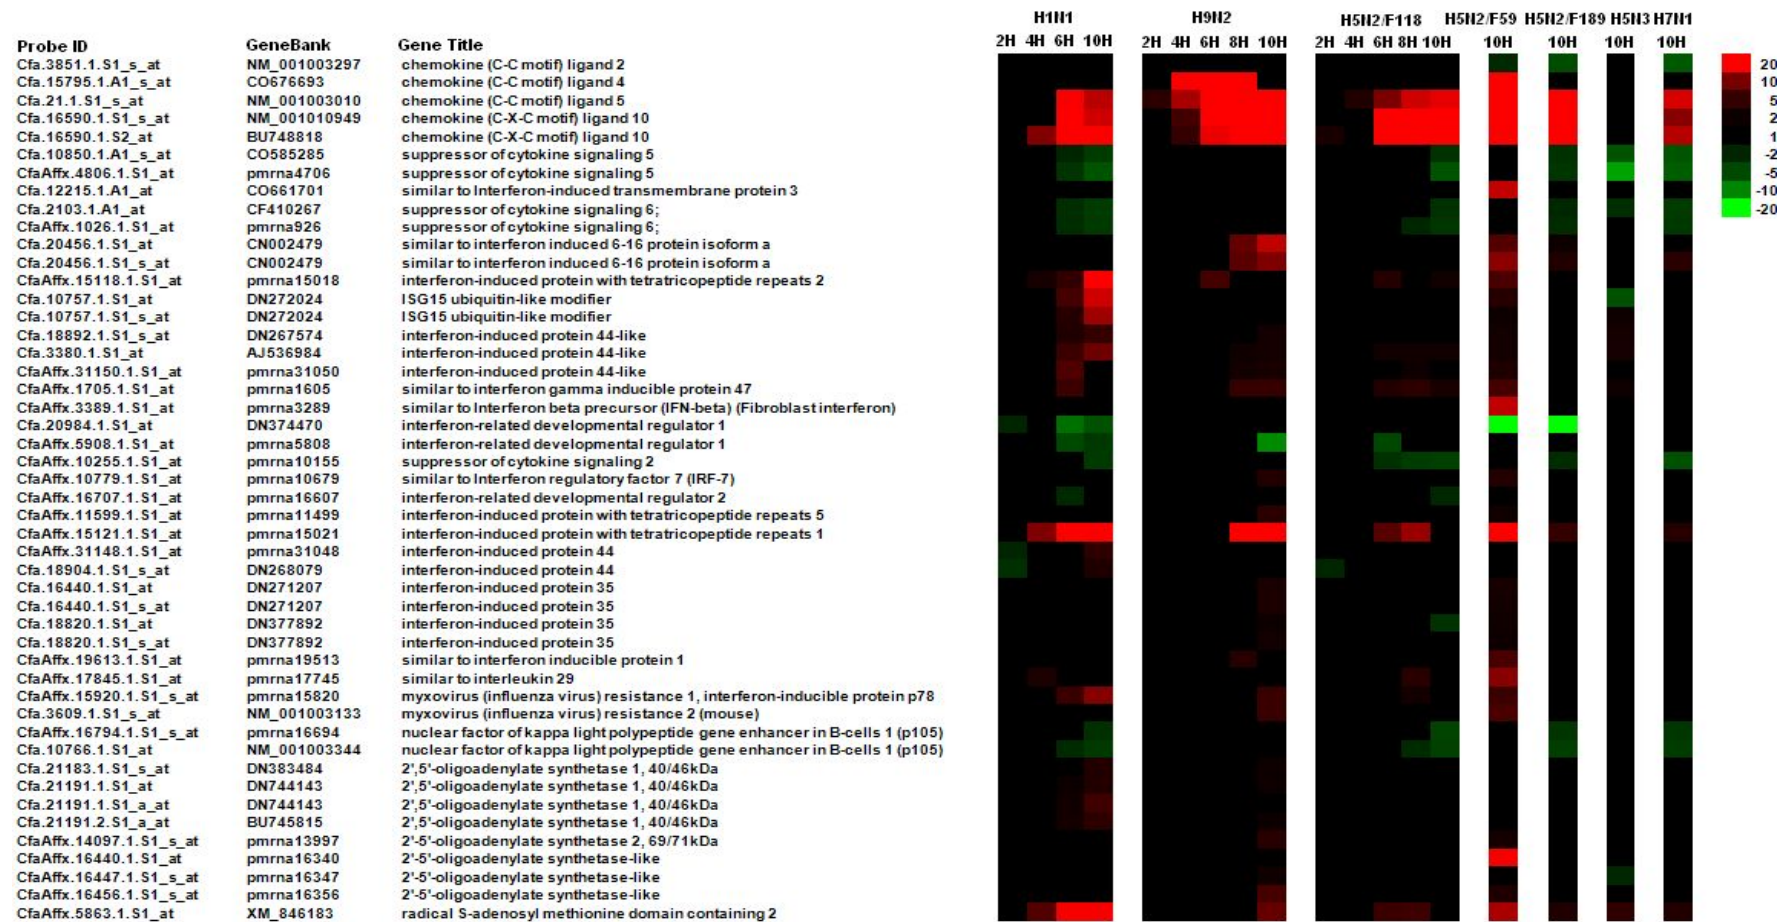 H1N1 H9N2 H5N2/F118 H5N2/F59 H5N2/F189 H5N3 H7N1
Probe ID GeneBank Gene Title 2H 4H 6H 10H 2H 4H 6H 8H 10H 2H 4H 6H 8H 10H 10H 10H 10H 10H
Cfa.3851.1.S1_s_at NM_001003297 chemokine (C-C motif) ligand 2 20
Cfa.15795.1.A1_s_at CO676693 chemokine (C-C motif) ligand 4 10
Cfa.21.1.S1_s_at NM_001003010 chemokine (C-C motif) ligand 5 5
Cfa.16590.1.S1_s_at NM_001010949 chemokine (C-X-C motif) ligand 10 2
Cfa.16590.1.S2_at BU748818 chemokine (C-X-C motif) ligand 10 1
Cfa.10850.1.A1_s_at CO585285 suppressor of cytokine signaling 5 -2
CfaAffx.4806.1.S1_at pmrna4706 suppressor of cytokine signaling 5 -5
Cfa.12215.1.A1_at CO661701 similar to Interferon-induced transmembrane protein 3 -10
Cfa.2103.1.A1_at CF410267 suppressor of cytokine signaling 6; -20
CfaAffx.1026.1.S1_at pmrna926 suppressor of cytokine signaling 6;
Cfa.20456.1.S1_at CN002479 similar to interferon induced 6-16 protein isoform a
Cfa.20456.1.S1_s_at CN002479 similar to interferon induced 6-16 protein isoform a
CfaAffx.15118.1.S1_at pmrna15018 interferon-induced protein with tetratricopeptide repeats 2
Cfa.10757.1.S1_at DN272024 ISG15 ubiquitin-like modifier
Cfa.10757.1.S1_s_at DN272024 ISG15 ubiquitin-like modifier
Cfa.18892.1.S1_s_at DN267574 interferon-induced protein 44-like
Cfa.3380.1.S1_at AJ536984 interferon-induced protein 44-like
CfaAffx.31150.1.S1_at pmrna31050 interferon-induced protein 44-like
CfaAffx.1705.1.S1_at pmrna1605 similar to interferon gamma inducible protein 47
CfaAffx.3389.1.S1_at pmrna3289 similar to Interferon beta precursor (IFN-beta) (Fibroblast interferon)
Cfa.20984.1.S1_at DN374470 interferon-related developmental regulator 1
CfaAffx.5908.1.S1_at pmrna5808 interferon-related developmental regulator 1
CfaAffx.10255.1.S1_at pmrna10155 suppressor of cytokine signaling 2
CfaAffx.10779.1.S1_at pmrna10679 similar to Interferon regulatory factor 7 (IRF-7)
CfaAffx.16707.1.S1_at pmrna16607 interferon-related developmental regulator 2
CfaAffx.11599.1.S1_at pmrna11499 interferon-induced protein with tetratricopeptide repeats 5
CfaAffx.15121.1.S1_at pmrna15021 interferon-induced protein with tetratricopeptide repeats 1
CfaAffx.31148.1.S1_at pmrna31048 interferon-induced protein 44
Cfa.18904.1.S1_s_at DN268079 interferon-induced protein 44
Cfa.16440.1.S1_at DN271207 interferon-induced protein 35
Cfa.16440.1.S1_s_at DN271207 interferon-induced protein 35
Cfa.18820.1.S1_at DN377892 interferon-induced protein 35
Cfa.18820.1.S1_s_at DN377892 interferon-induced protein 35
CfaAffx.19613.1.S1_at pmrna19513 similar to interferon inducible protein 1
CfaAffx.17845.1.S1_at pmrna17745 similar to interleukin 29
CfaAffx.15920.1.S1_s_at pmrna15820 myxovirus (influenza virus) resistance 1, interferon-inducible protein p78
Cfa.3609.1.S1_s_at NM_001003133 myxovirus (influenza virus) resistance 2 (mouse)
CfaAffx.16794.1.S1_s_at pmrna16694 nuclear factor of kappa light polypeptide gene enhancer in B-cells 1 (p105)
Cfa.10766.1.S1_at NM_001003344 nuclear factor of kappa light polypeptide gene enhancer in B-cells 1 (p105)
Cfa.21183.1.S1_s_at DN383484 2',5'-oligoadenylate synthetase 1, 40/46kDa
Cfa.21191.1.S1_at DN744143 2',5'-oligoadenylate synthetase 1, 40/46kDa
Cfa.21191.1.S1_a_at DN744143 2',5'-oligoadenylate synthetase 1, 40/46kDa
Cfa.21191.2.S1_a_at BU745815 2',5'-oligoadenylate synthetase 1, 40/46kDa
CfaAffx.14097.1.S1_s_at pmrna13997 2'-5'-oligoadenylate synthetase 2, 69/71kDa
CfaAffx.16440.1.S1_at pmrna16340 2'-5'-oligoadenylate synthetase-like
CfaAffx.16447.1.S1_s_at pmrna16347 2'-5'-oligoadenylate synthetase-like
CfaAffx.16456.1.S1_s_at pmrna16356 2'-5'-oligoadenylate synthetase-like
CfaAffx.5863.1.S1_at XM_846183 radical S-adenosyl methionine domain containing 2